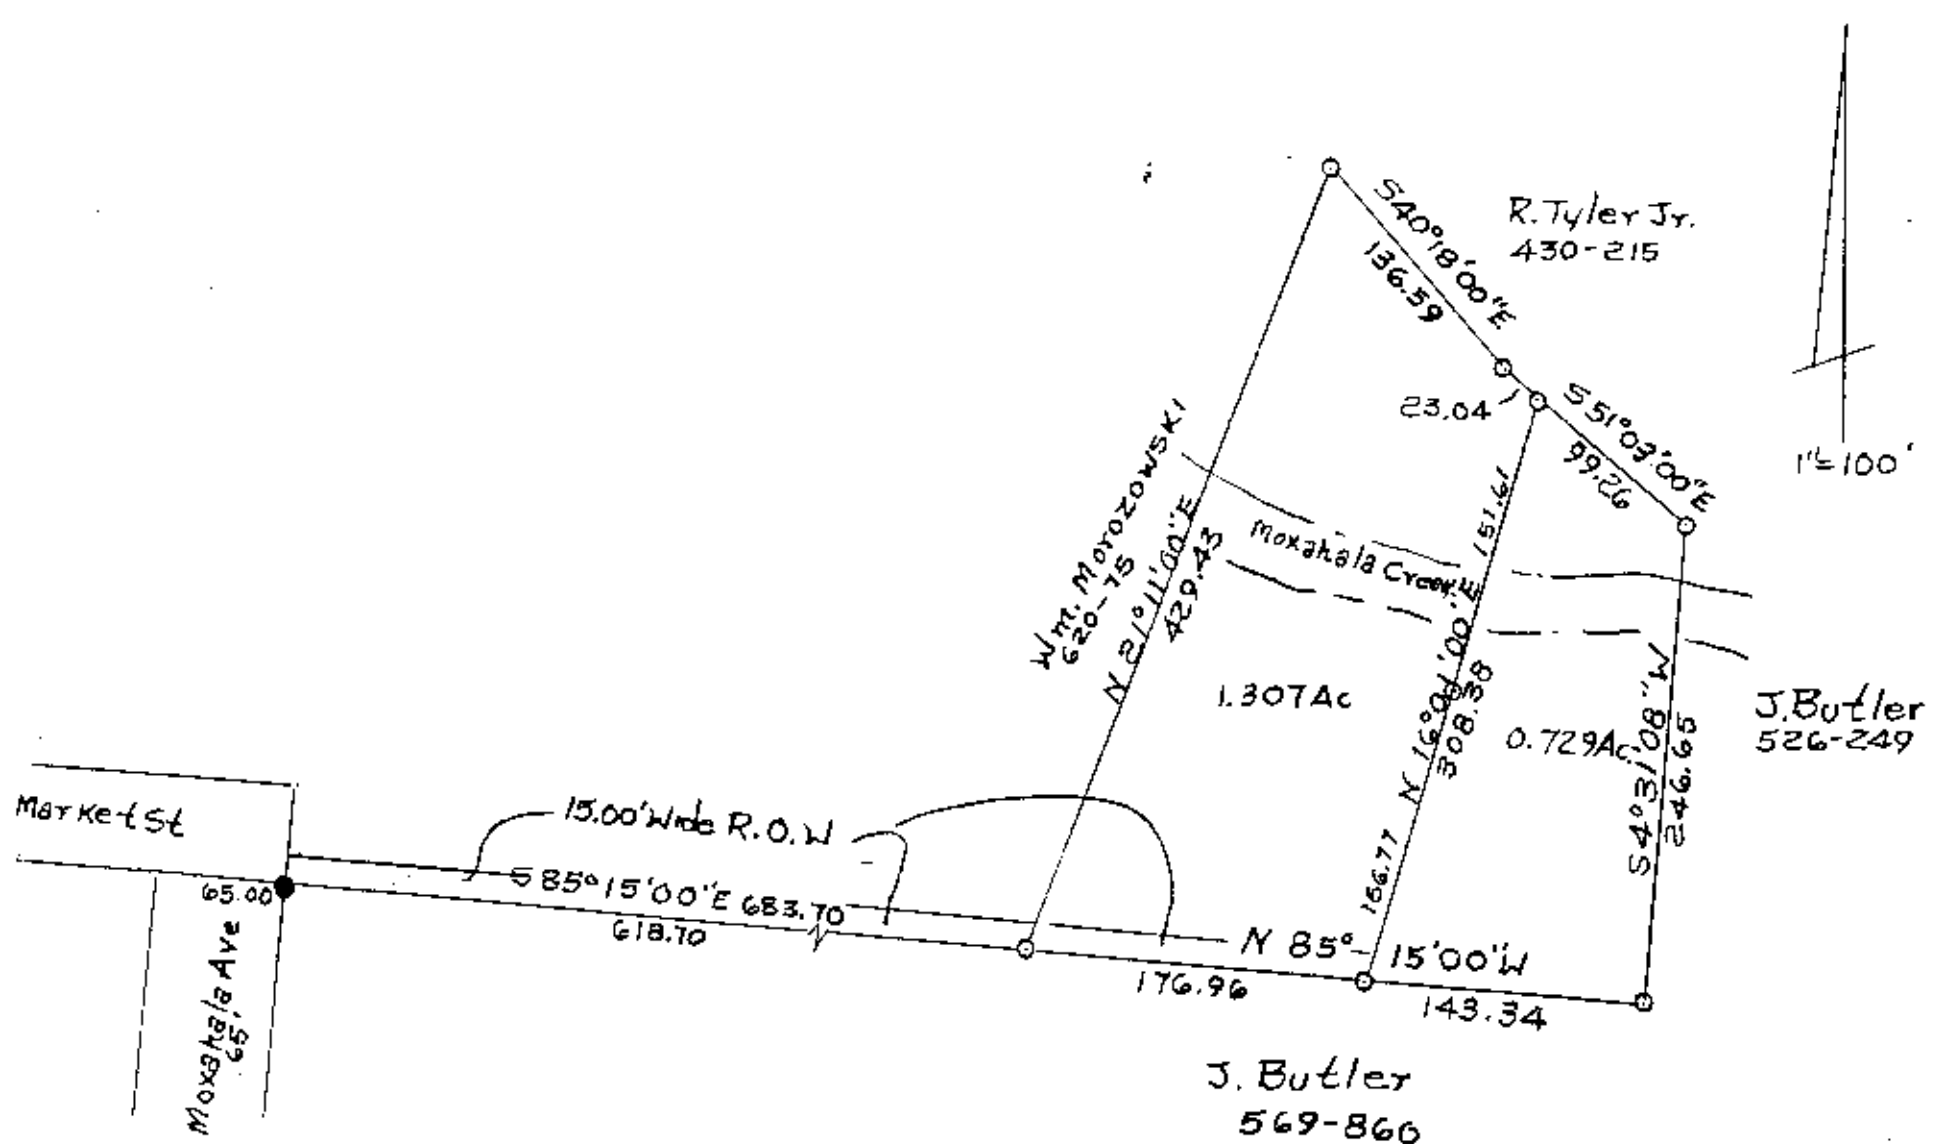 S40°18'00"E
136.59
R. Tyler Jr.
430-215
23.04
S51°03'00"E
99.26
1"=100'
Wm. Morozowski
620-75
N 21°11'00"E
429.43
Moxahala Creek
N 16°01'00"E 151.61
308.38
156.77
1.307Ac
0.729Ac.
S4°31'08"W
246.65
J. Butler
526-249
Market St
15.00' Wide R.O.W
65.00
S85°15'00"E 683.70
618.70
Moxahala Ave
65'
N 85°15'00"W
176.96
143.34
J. Butler
569-860